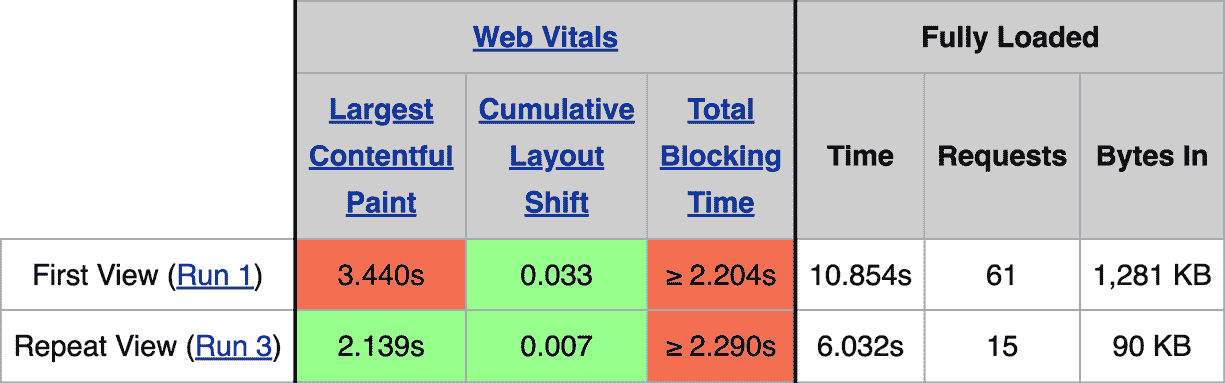 Web Vitals Fully Loaded
Largest Contentful Paint Cumulative Layout Shift Total Blocking Time Time Requests Bytes In
First View (Run 1) 3.440s 0.033 ≥ 2.204s 10.854s 61 1,281 KB
Repeat View (Run 3) 2.139s 0.007 ≥ 2.290s 6.032s 15 90 KB